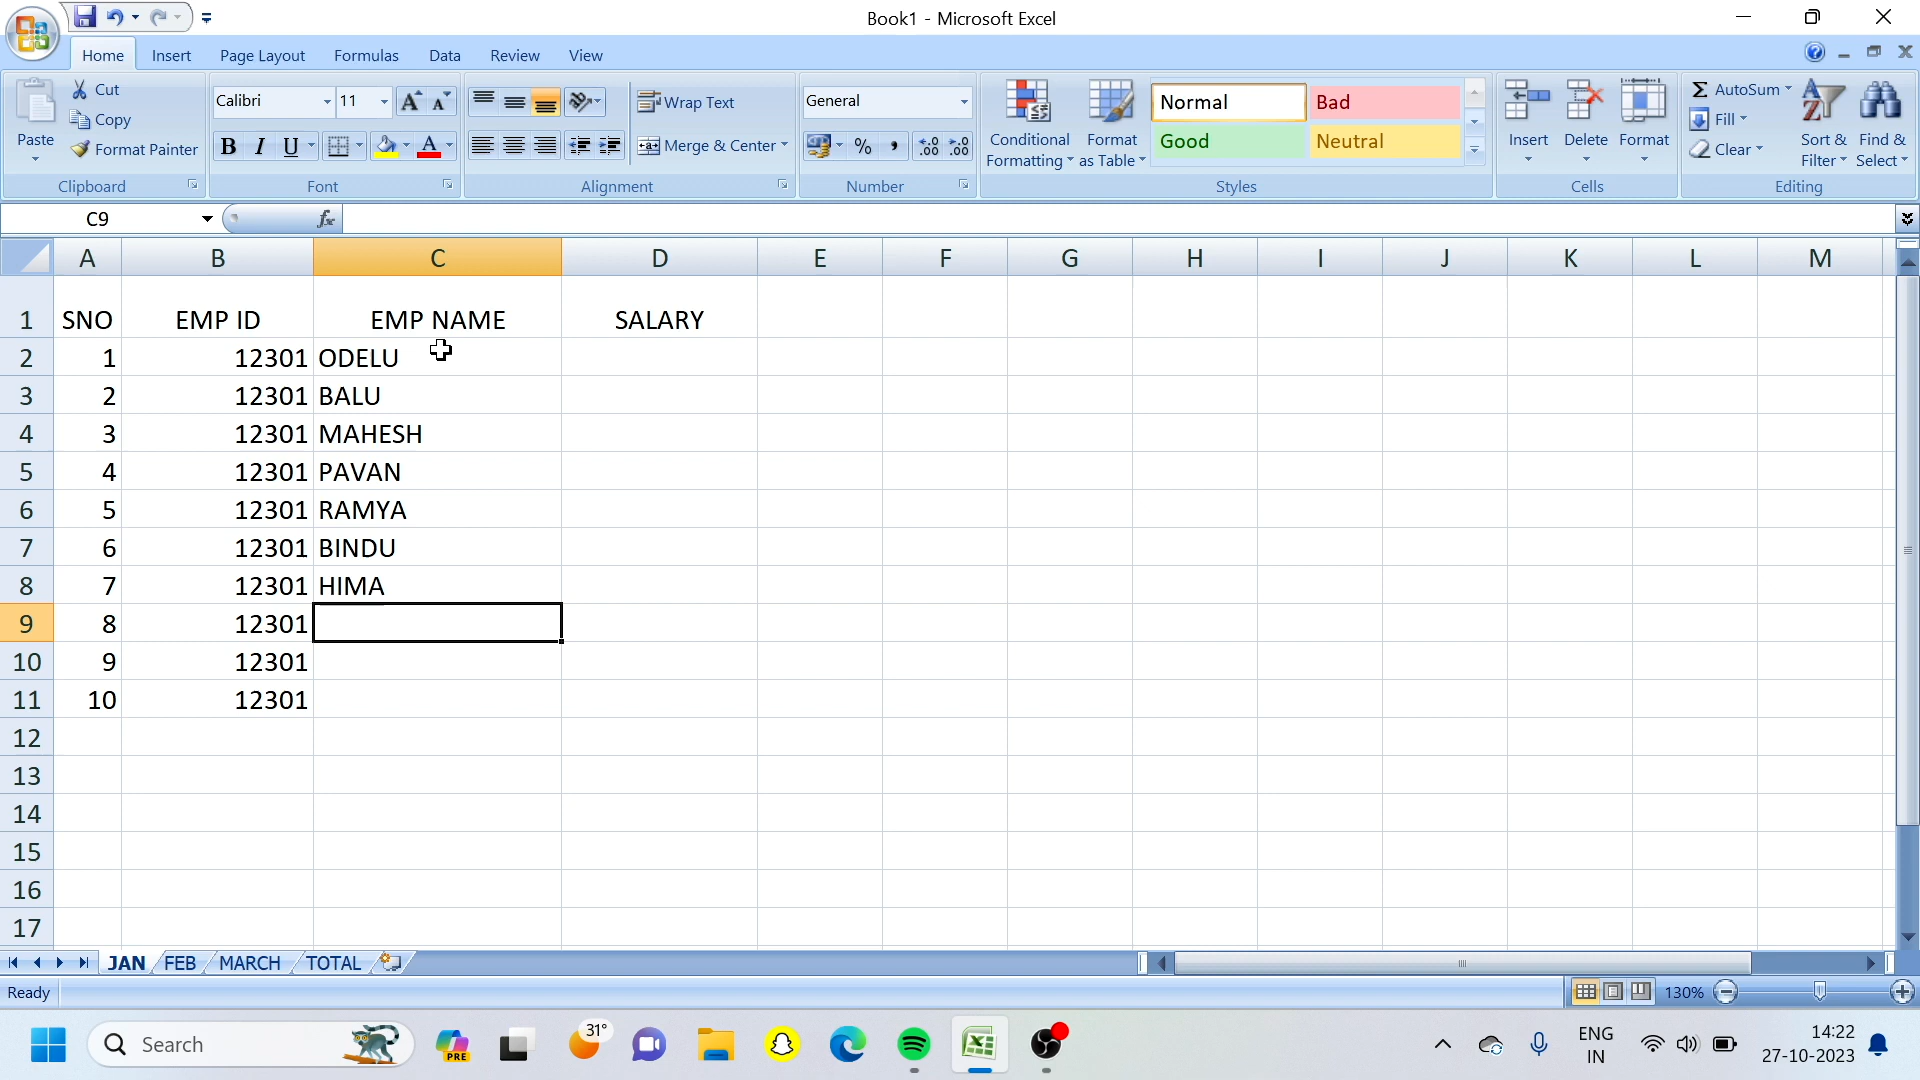 Book1 - Microsoft Excel
Home Insert Page Layout Formulas Data Review View
Paste
Cut
Copy
Format Painter
Clipboard
Calibri 11
B I U
A
Font
Wrap Text
Merge & Center
Alignment
General
%
Number
Conditional Formatting
Format as Table
Normal Bad
Good Neutral
Styles
Insert Delete Format
Cells
Σ AutoSum
Fill
Clear
Sort & Filter
Find & Select
Editing
C9 fx
A B C D E F G H I J K L M
1 SNO EMP ID EMP NAME SALARY
2 1 12301 ODELU
3 2 12301 BALU
4 3 12301 MAHESH
5 4 12301 PAVAN
6 5 12301 RAMYA
7 6 12301 BINDU
8 7 12301 HIMA
9 8 12301
10 9 12301
11 10 12301
12
13
14
15
16
17
JAN FEB MARCH TOTAL
Ready 130%
Search PRE 31° ENG 14:22
IN 27-10-2023